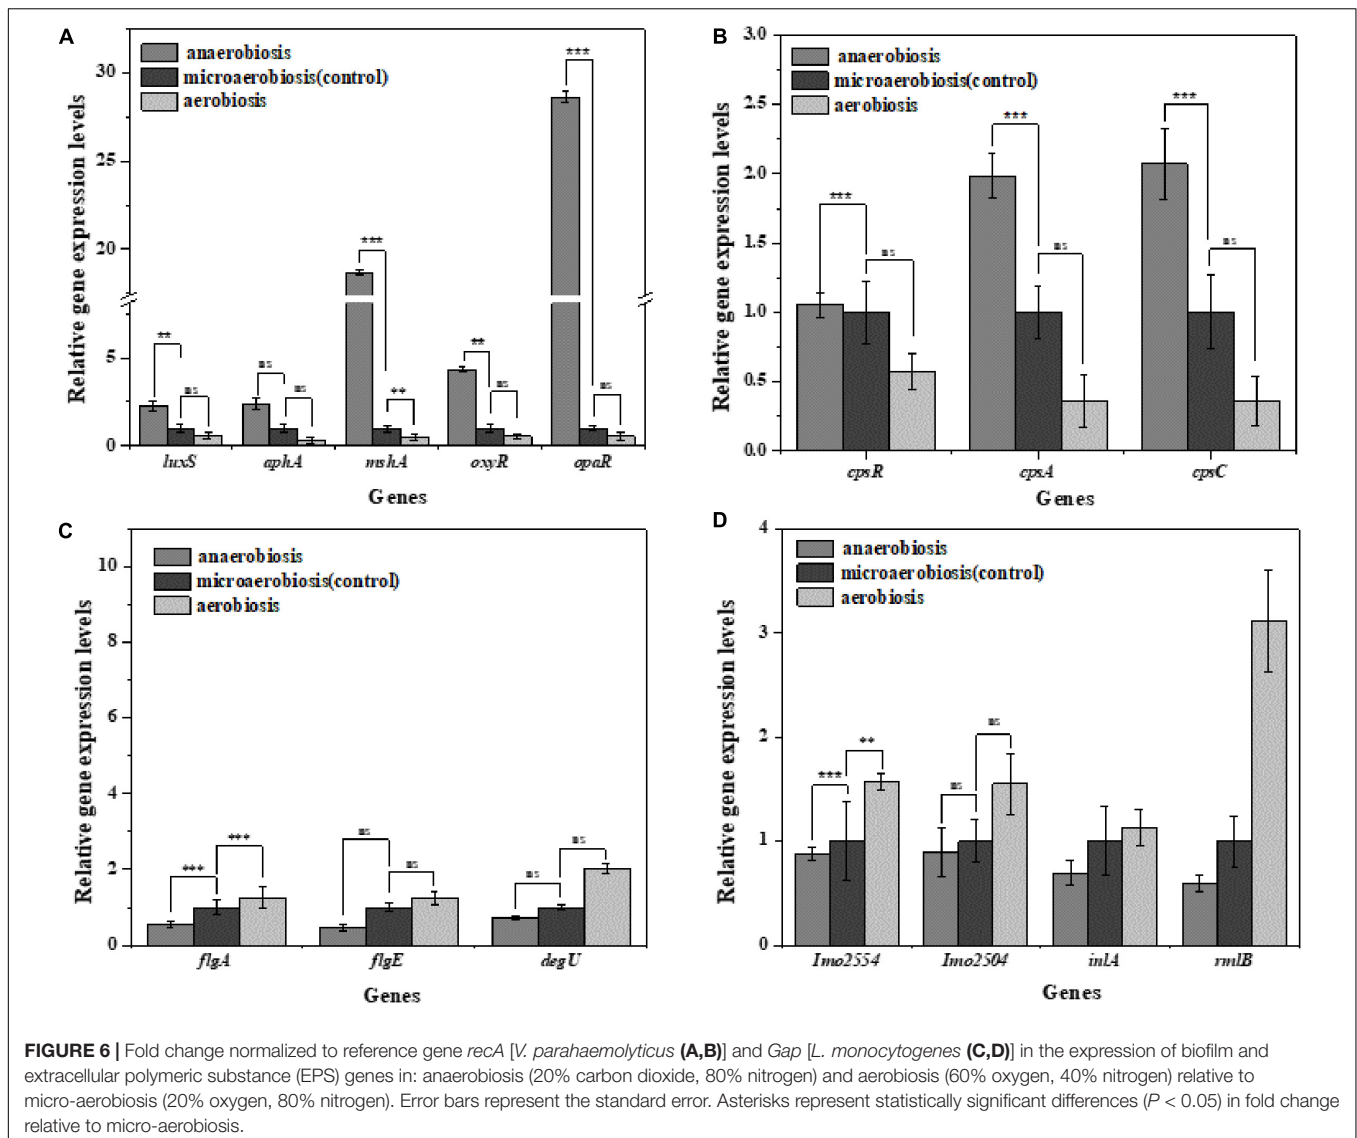 A
anaerobiosis
microaerobiosis(control)
aerobiosis
Relative gene expression levels
30
25
20
5
0
**
ns
ns
ns
***
**
**
ns
***
ns
luxS
aphA
mshA
oxyR
opaR
Genes
B
anaerobiosis
microaerobiosis(control)
aerobiosis
Relative gene expression levels
3.0
2.5
2.0
1.5
1.0
0.5
0.0
***
ns
***
ns
***
ns
cpsR
cpsA
cpsC
Genes
C
anaerobiosis
microaerobiosis(control)
aerobiosis
Relative gene expression levels
10
8
6
4
2
0
***
***
ns
ns
ns
ns
flgA
flgE
degU
Genes
D
anaerobiosis
microaerobiosis(control)
aerobiosis
Relative gene expression levels
4
3
2
1
0
***
**
ns
ns
Imo2554
Imo2504
inlA
rmlB
Genes
FIGURE 6 | Fold change normalized to reference gene recA [V. parahaemolyticus (A,B)] and Gap [L. monocytogenes (C,D)] in the expression of biofilm and
extracellular polymeric substance (EPS) genes in: anaerobiosis (20% carbon dioxide, 80% nitrogen) and aerobiosis (60% oxygen, 40% nitrogen) relative to
micro-aerobiosis (20% oxygen, 80% nitrogen). Error bars represent the standard error. Asterisks represent statistically significant differences (P < 0.05) in fold change
relative to micro-aerobiosis.